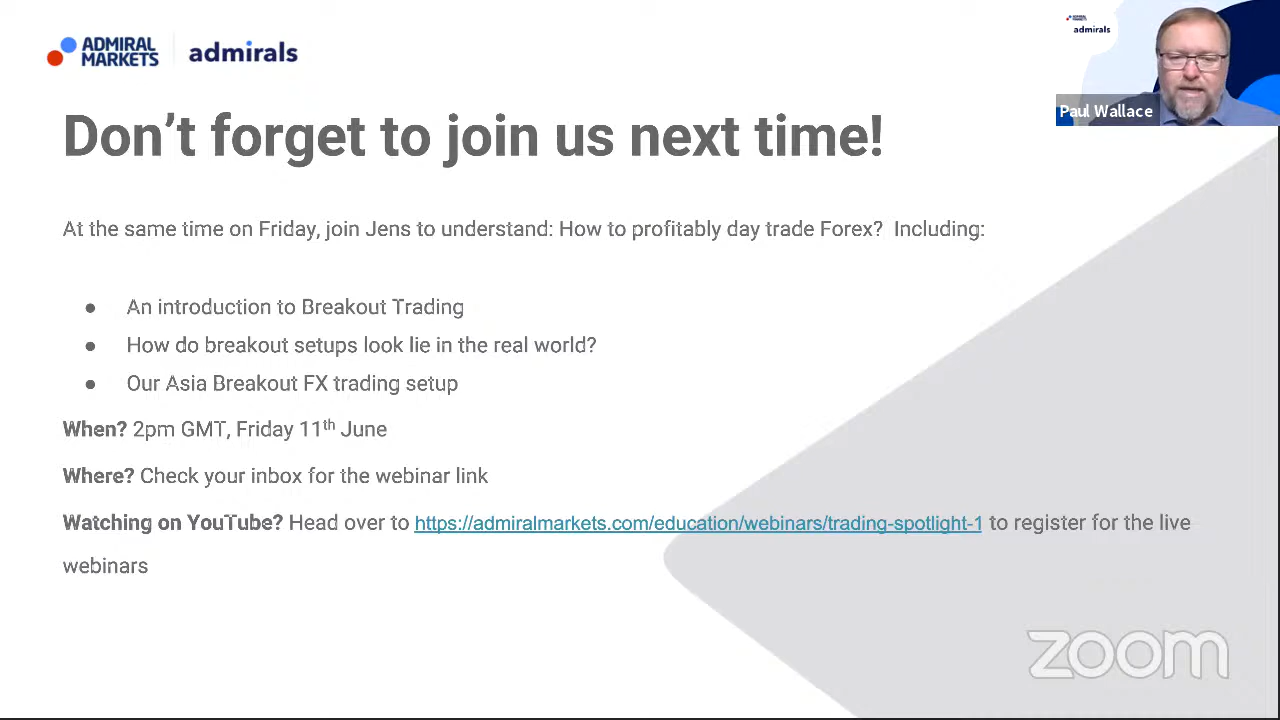 ADMIRAL
MARKETS
admirals
admirals
Paul Wallace
Don't forget to join us next time!
At the same time on Friday, join Jens to understand: How to profitably day trade Forex? Including:
● An introduction to Breakout Trading
● How do breakout setups look lie in the real world?
● Our Asia Breakout FX trading setup
When? 2pm GMT, Friday 11th June
Where? Check your inbox for the webinar link
Watching on YouTube? Head over to https://admiralmarkets.com/education/webinars/trading-spotlight-1 to register for the live
webinars
zoom